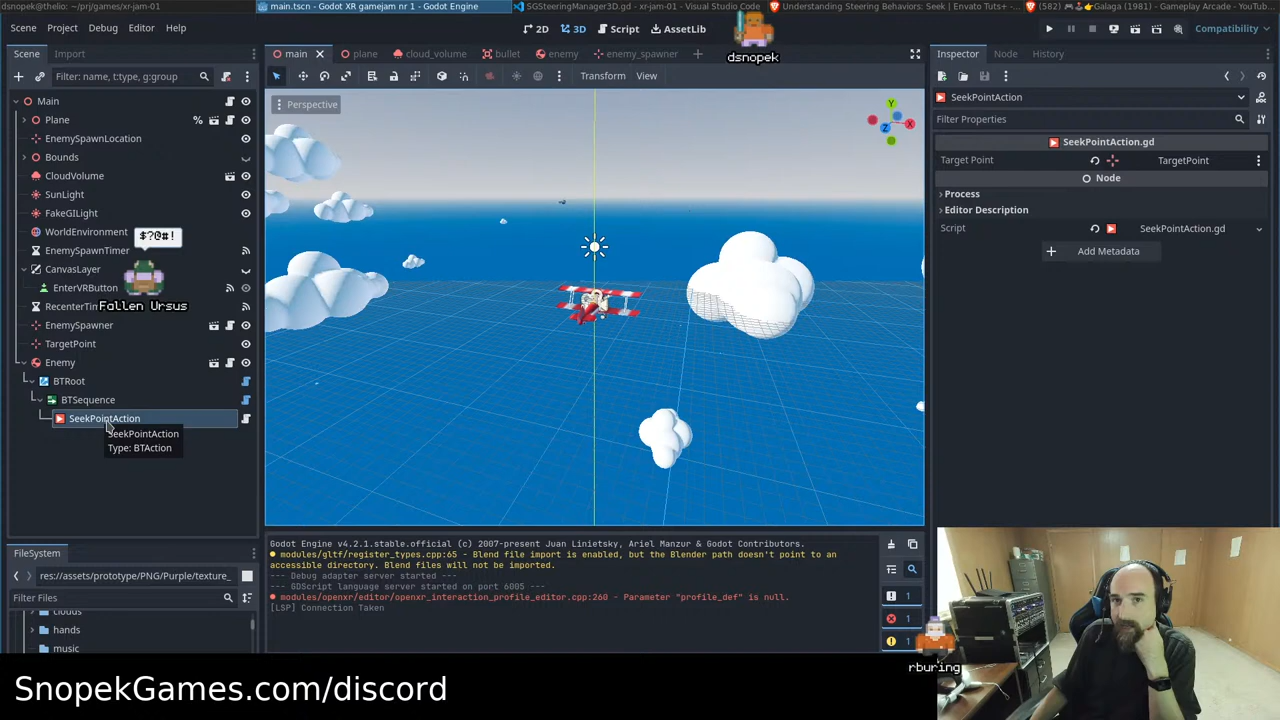 dsnopek@thelio: ~/prj/games/xr-jam-01
main.tscn - Godot XR gamejam nr 1 - Godot Engine
SGSteeringManager3D.gd - xr-jam-01 - Visual Studio Code
Understanding Steering Behaviors: Seek | Envato Tuts+ -
(582) Galaga (1981) - Gameplay Arcade - YouTu
Scene Project Debug Editor Help
2D 3D Script AssetLib
Compatibility
dsnopek
Scene Import
Filter: name, t:type, g:group
Main
Plane
EnemySpawnLocation
Bounds
CloudVolume
SunLight
FakeGILight
WorldEnvironment
$?@#!
EnemySpawnTimer
CanvasLayer
EnterVRButton
RecenterTim
Fallen Ursus
EnemySpawner
TargetPoint
Enemy
BTRoot
BTSequence
SeekPointAction
SeekPointAction
Type: BTAction
FileSystem
res://assets/prototype/PNG/Purple/texture_
Filter Files
clouds
hands
music
main plane cloud_volume bullet enemy enemy_spawner
Transform View
Perspective
Y
X
Z
Godot Engine v4.2.1.stable.official (c) 2007-present Juan Linietsky, Ariel Manzur & Godot Contributors.
modules/gltf/register_types.cpp:65 - Blend file import is enabled, but the Blender path doesn't point to an
accessible directory. Blend files will not be imported.
--- Debug adapter server started ---
--- GDScript language server started on port 6005 ---
modules/openxr/editor/openxr_interaction_profile_editor.cpp:260 - Parameter "profile_def" is null.
[LSP] Connection Taken
1
1
1
Inspector Node History
SeekPointAction
Filter Properties
SeekPointAction.gd
Target Point TargetPoint
Node
Process
Editor Description
Script SeekPointAction.gd
Add Metadata
rburing
SnopekGames.com/discord